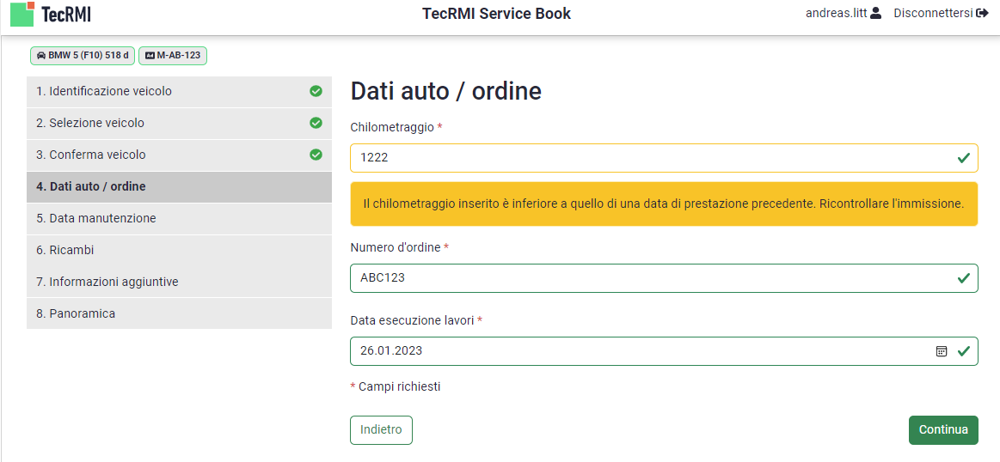 TecRMI
TecRMI Service Book
andreas.litt
Disconnettersi
BMW 5 (F10) 518 d
M-AB-123
1. Identificazione veicolo
2. Selezione veicolo
3. Conferma veicolo
4. Dati auto / ordine
5. Data manutenzione
6. Ricambi
7. Informazioni aggiuntive
8. Panoramica
Dati auto / ordine
Chilometraggio *
1222
Il chilometraggio inserito è inferiore a quello di una data di prestazione precedente. Ricontrollare l'immissione.
Numero d'ordine *
ABC123
Data esecuzione lavori *
26.01.2023
* Campi richiesti
Indietro
Continua